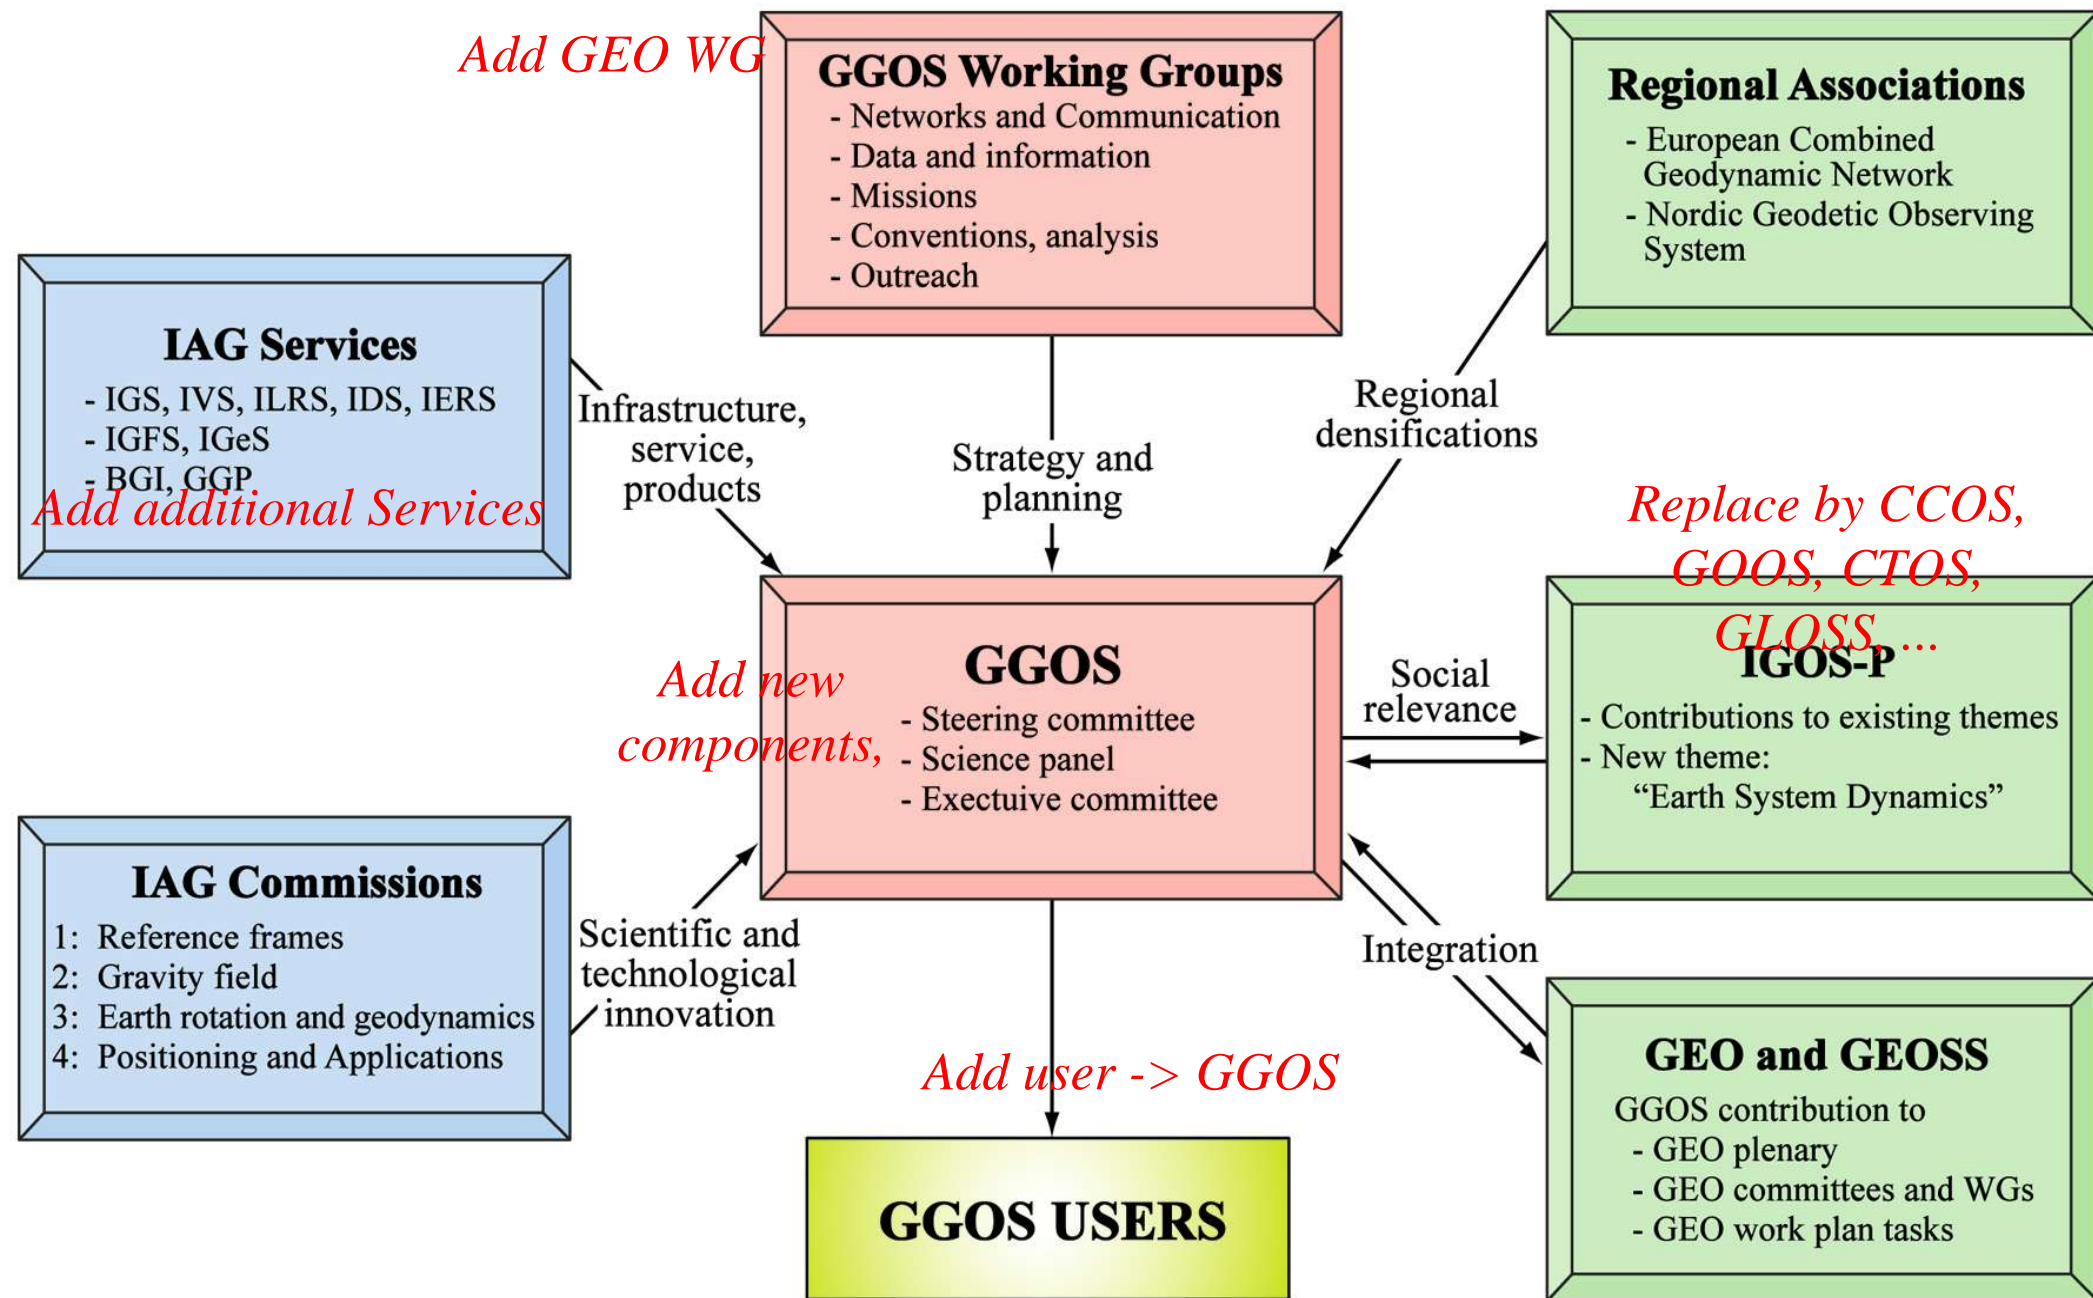 Add GEO WG
GGOS Working Groups
- Networks and Communication
- Data and information
- Missions
- Conventions, analysis
- Outreach
Regional Associations
- European Combined
Geodynamic Network
- Nordic Geodetic Observing
System
IAG Services
- IGS, IVS, ILRS, IDS, IERS
- IGFS, IGeS
- BGI, GGP
Add additional Services
Infrastructure,
service,
products
Strategy and
planning
Regional
densifications
Replace by CCOS,
GOOS, CTOS,
GLOSS, ...
GGOS
- Steering committee
- Science panel
- Exectuive committee
Add new
components,
Social
relevance
IGOS-P
- Contributions to existing themes
- New theme:
“Earth System Dynamics”
IAG Commissions
1: Reference frames
2: Gravity field
3: Earth rotation and geodynamics
4: Positioning and Applications
Scientific and
technological
innovation
Integration
Add user -> GGOS
GEO and GEOSS
GGOS contribution to
- GEO plenary
- GEO committees and WGs
- GEO work plan tasks
GGOS USERS